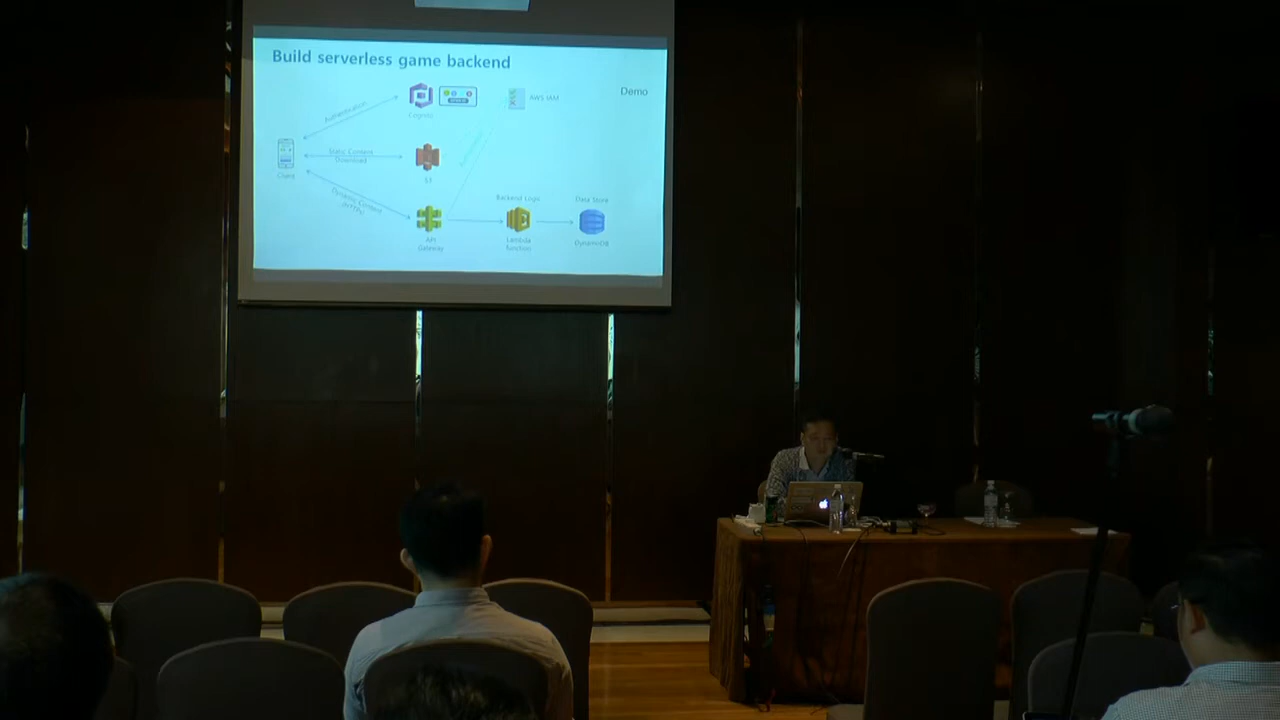 Build serverless game backend
Demo
AWS IAM
Authentication
Cognito
Static Content
Download
Client
S3
Dynamic Content
Backend Logic
Data Store
API
Gateway
Lambda
function
DynamoDB